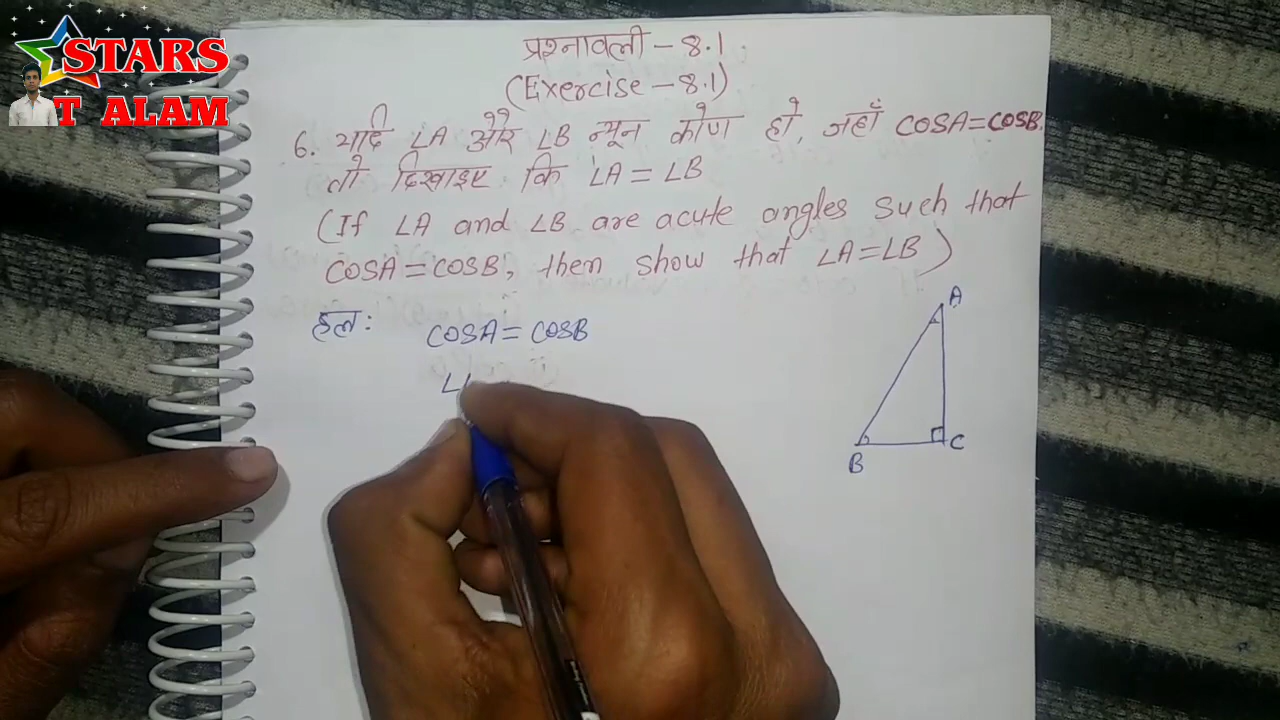 STARS
T ALAM
प्रश्नावली - 8.1
(Exercise - 8.1)
6. यदि ∠A और ∠B न्यून कोण हो, जहाँ COSA=COSB.
तो दिखाइए कि ∠A = ∠B
(If ∠A and ∠B are acute angles such that
COSA = COSB, then show that ∠A = ∠B)
हल: COSA = COSB
A
B
C